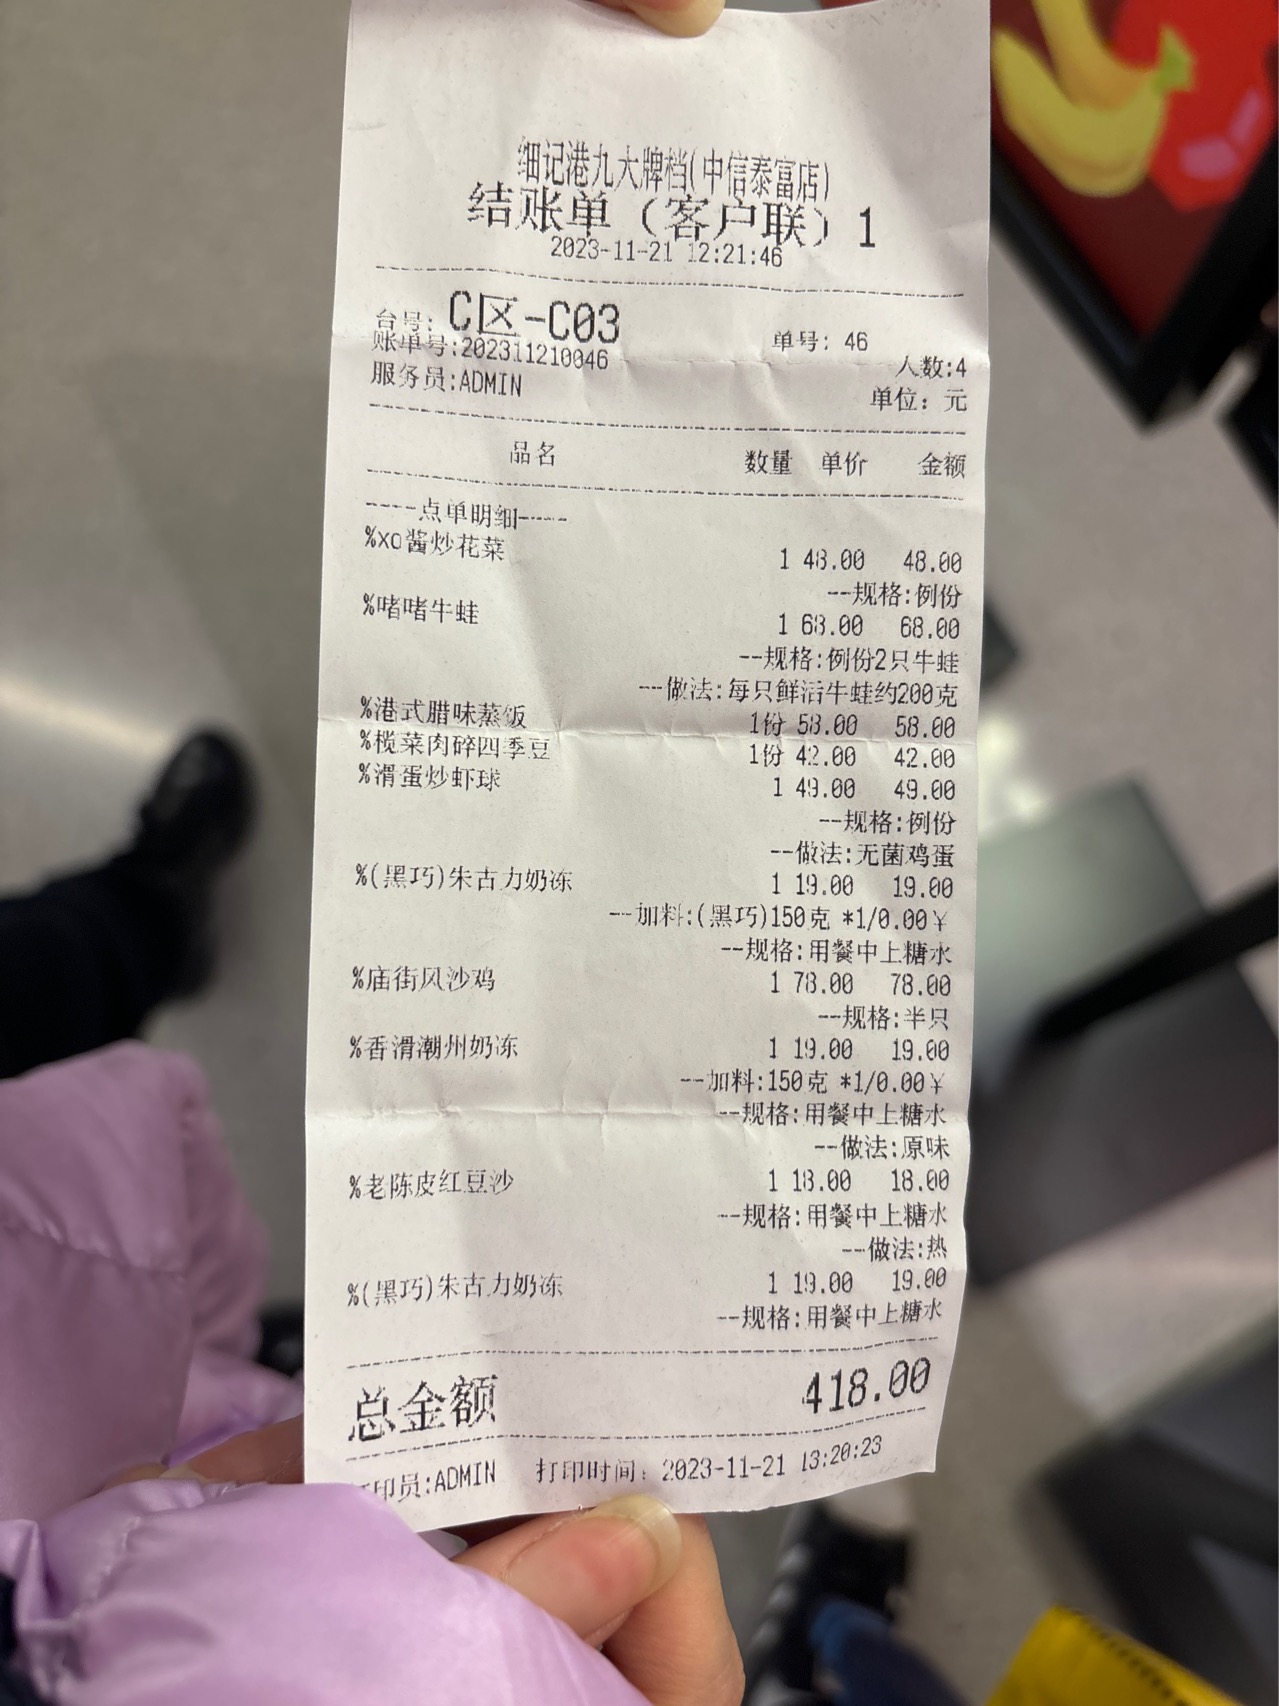 细记港九大牌档(中信泰富店)
结账单（客户联）1
2023-11-21 12:21:46
台号: C区-C03 单号: 46
账单号:202311210046 人数:4
服务员:ADMIN 单位: 元
品名 数量 单价 金额
----点单明细-----
%xo酱炒花菜 1 48.00 48.00
--规格:例份
%啫啫牛蛙 1 68.00 68.00
--规格:例份2只牛蛙
--做法:每只鲜活牛蛙约200克
%港式腊味蒸饭 1份 58.00 58.00
%榄菜肉碎四季豆 1份 42.00 42.00
%滑蛋炒虾球 1 49.00 49.00
--规格:例份
--做法:无菌鸡蛋
%(黑巧)朱古力奶冻 1 19.00 19.00
--加料:(黑巧)150克 *1/0.00¥
--规格:用餐中上糖水
%庙街风沙鸡 1 78.00 78.00
--规格:半只
%香滑潮州奶冻 1 19.00 19.00
--加料:150克 *1/0.00¥
--规格:用餐中上糖水
--做法:原味
%老陈皮红豆沙 1 18.00 18.00
--规格:用餐中上糖水
--做法:热
%(黑巧)朱古力奶冻 1 19.00 19.00
--规格:用餐中上糖水
总金额 418.00
印员:ADMIN 打印时间: 2023-11-21 13:20:23